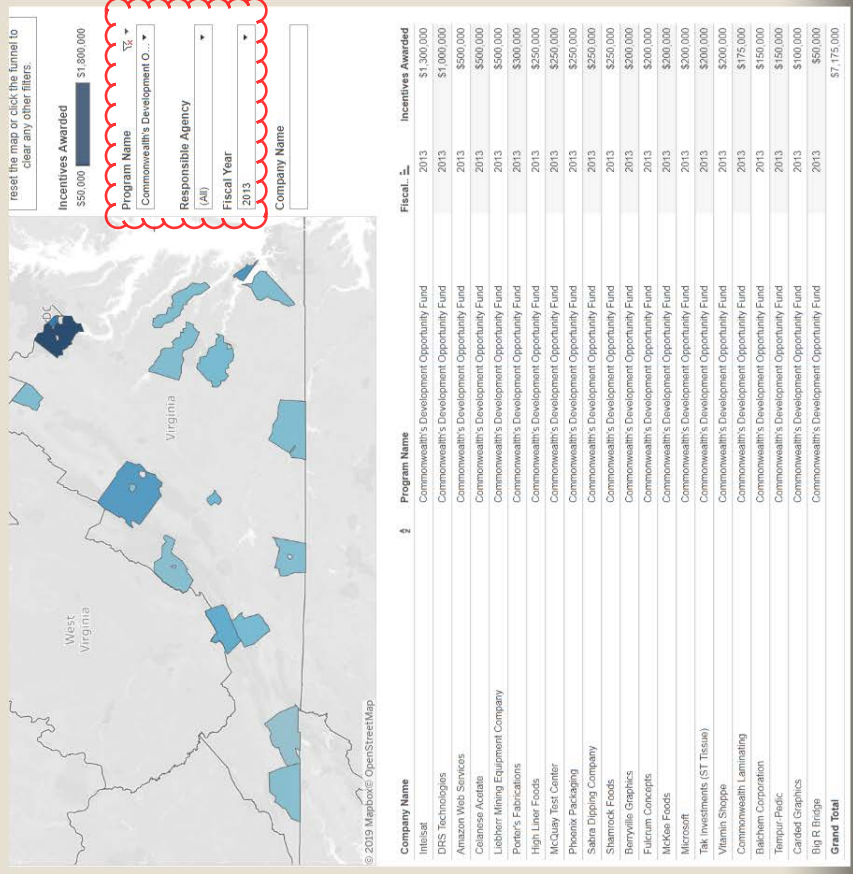 reset the map or click the funnel to
clear any other filters.
Incentives Awarded
$50,000 $1,800,000
Program Name
Commonwealth's Development O...
Responsible Agency
(All)
Fiscal Year
2013
Company Name
DC
Virginia
West
Virginia
© 2019 Mapbox © OpenStreetMap
Company Name Program Name Fiscal.. Incentives Awarded
Intelsat Commonwealth's Development Opportunity Fund 2013 $1,300,000
DRS Technologies Commonwealth's Development Opportunity Fund 2013 $1,000,000
Amazon Web Services Commonwealth's Development Opportunity Fund 2013 $500,000
Celanese Acetate Commonwealth's Development Opportunity Fund 2013 $500,000
Liebherr Mining Equipment Company Commonwealth's Development Opportunity Fund 2013 $500,000
Porter's Fabrications Commonwealth's Development Opportunity Fund 2013 $300,000
High Liner Foods Commonwealth's Development Opportunity Fund 2013 $250,000
McQuay Test Center Commonwealth's Development Opportunity Fund 2013 $250,000
Phoenix Packaging Commonwealth's Development Opportunity Fund 2013 $250,000
Sabra Dipping Company Commonwealth's Development Opportunity Fund 2013 $250,000
Shamrock Foods Commonwealth's Development Opportunity Fund 2013 $250,000
Berryville Graphics Commonwealth's Development Opportunity Fund 2013 $200,000
Fulcrum Concepts Commonwealth's Development Opportunity Fund 2013 $200,000
McKee Foods Commonwealth's Development Opportunity Fund 2013 $200,000
Microsoft Commonwealth's Development Opportunity Fund 2013 $200,000
Tak Investments (ST Tissue) Commonwealth's Development Opportunity Fund 2013 $200,000
Vitamin Shoppe Commonwealth's Development Opportunity Fund 2013 $200,000
Commonwealth Laminating Commonwealth's Development Opportunity Fund 2013 $175,000
Balchem Corporation Commonwealth's Development Opportunity Fund 2013 $150,000
Tempur-Pedic Commonwealth's Development Opportunity Fund 2013 $150,000
Carded Graphics Commonwealth's Development Opportunity Fund 2013 $100,000
Big R Bridge Commonwealth's Development Opportunity Fund 2013 $50,000
Grand Total $7,175,000